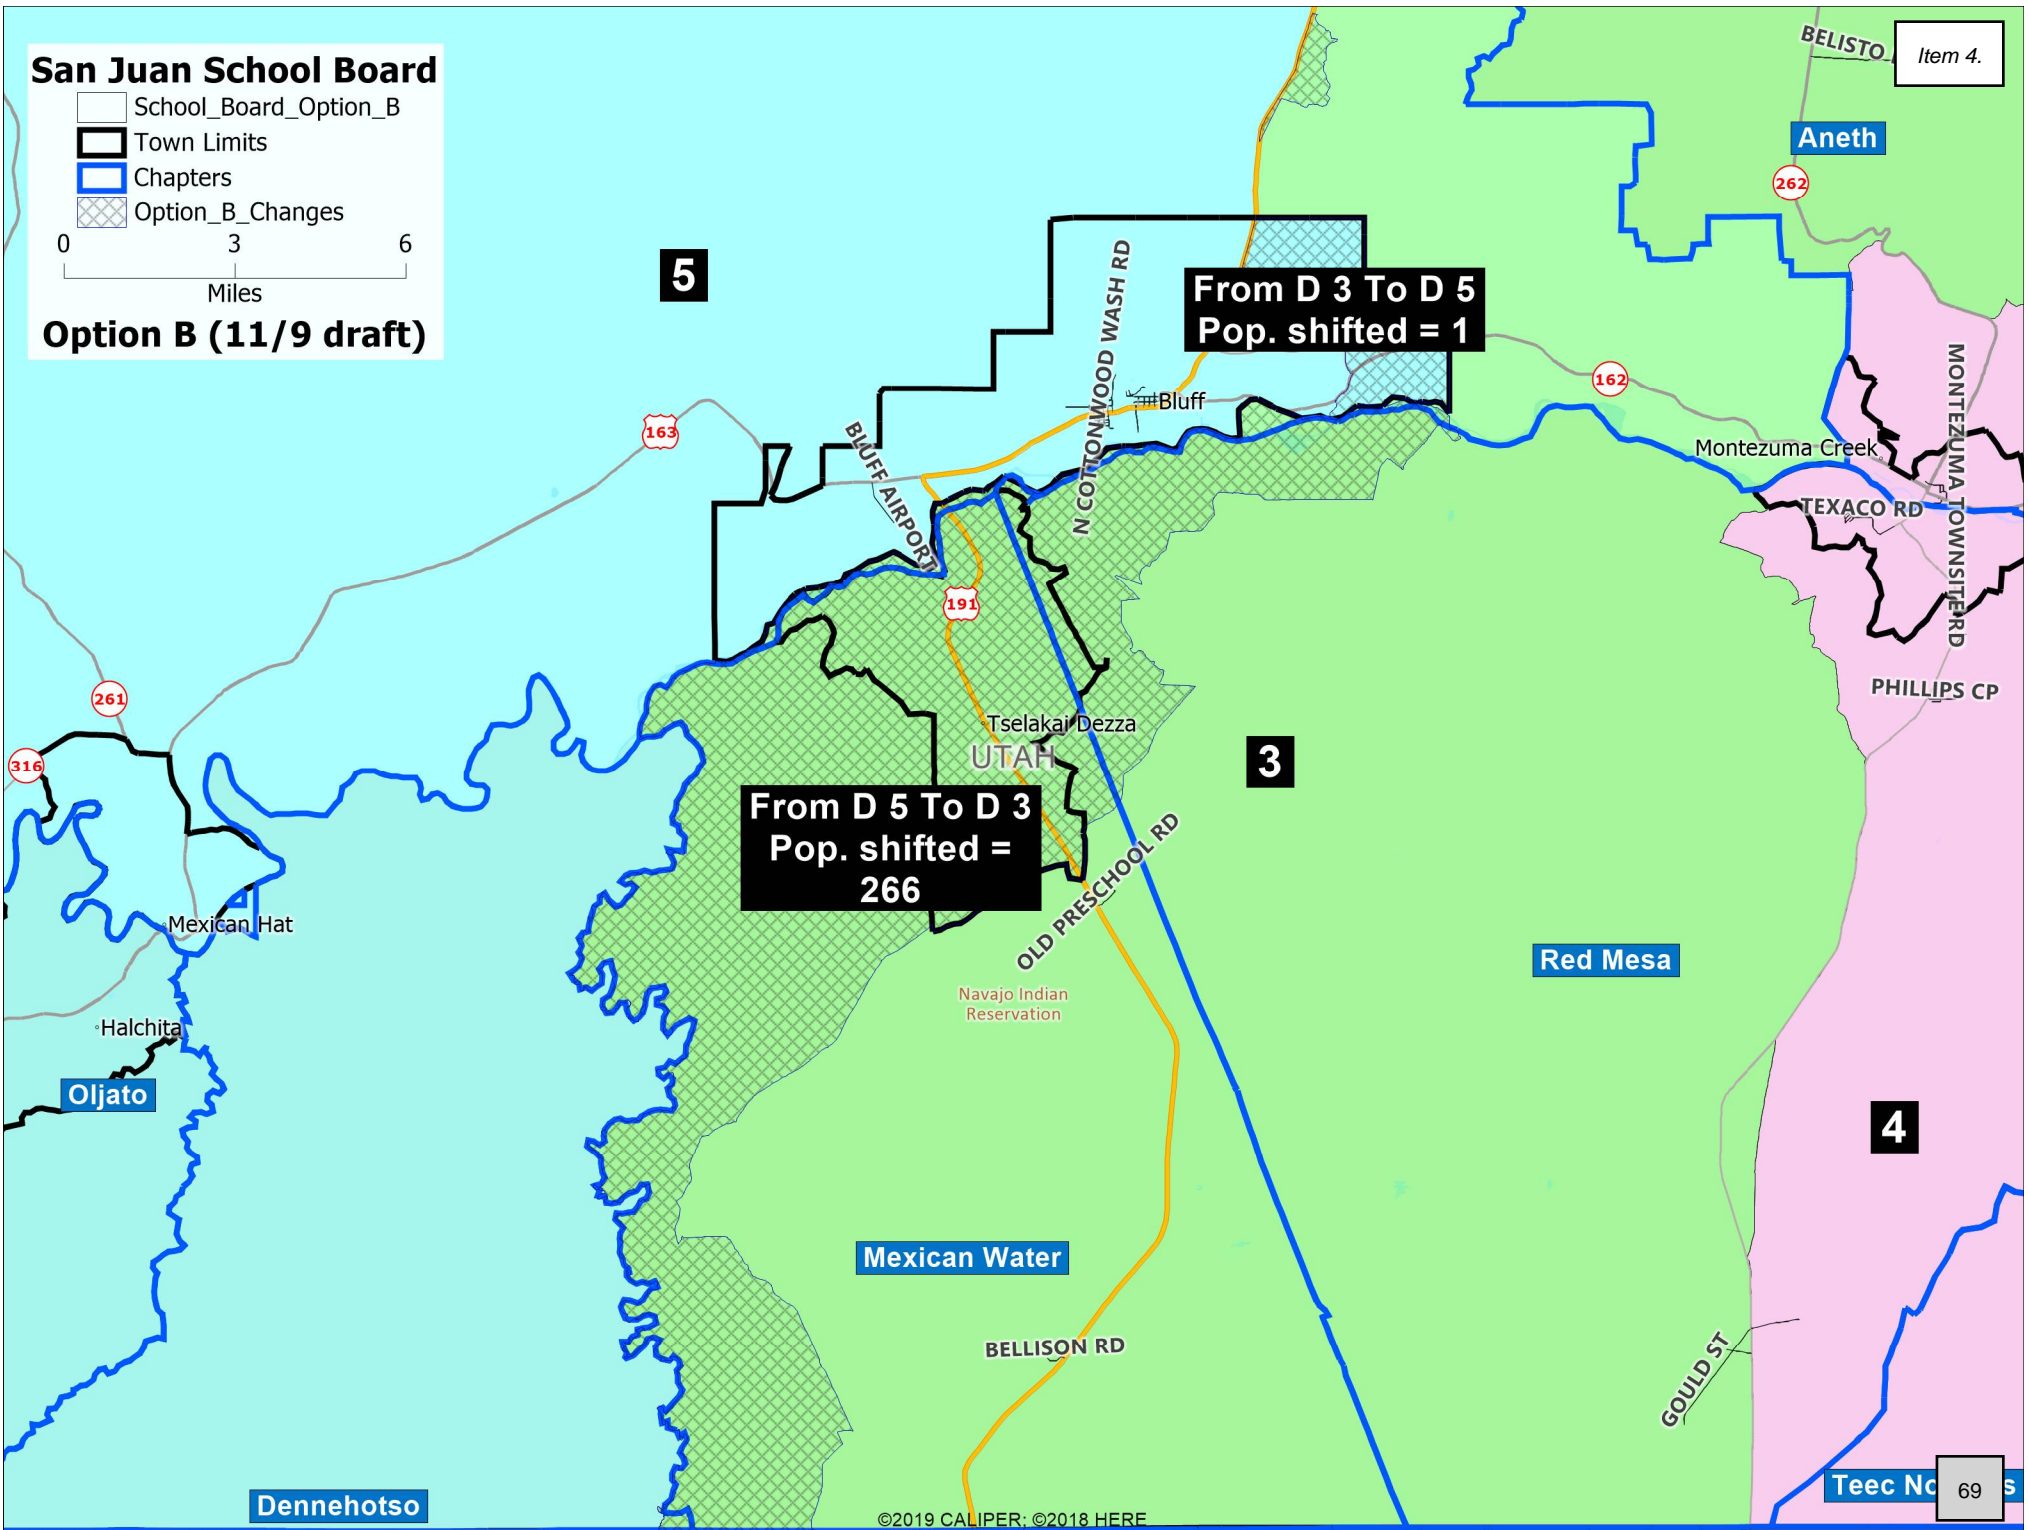 San Juan School Board
School_Board_Option_B
Town Limits
Chapters
Option_B_Changes
0 3 6
Miles
Option B (11/9 draft)
BELISTO
Item 4.
Aneth
262
5
From D 3 To D 5
Pop. shifted = 1
N COTTONWOOD WASH RD
162
Bluff
163
BLUFF AIRPORT
MONTEZUMA TOWNSITE RD
Montezuma Creek
TEXACO RD
191
261
PHILLIPS CP
Tselakai Dezza
UTAH
3
316
From D 5 To D 3
Pop. shifted =
266
OLD PRESCHOOL RD
Mexican Hat
Red Mesa
Navajo Indian
Reservation
Halchita
Oljato
4
Mexican Water
BELLISON RD
GOULD ST
Dennehotso
Teec
69
©2019 CALIPER; ©2018 HERE